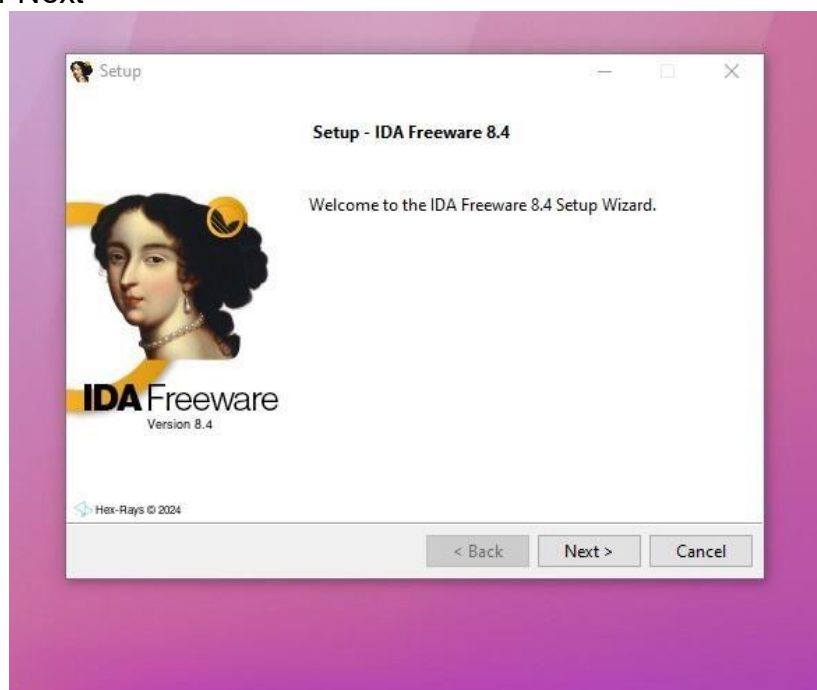 Next
Setup
Setup - IDA Freeware 8.4
Welcome to the IDA Freeware 8.4 Setup Wizard.
IDA Freeware
Version 8.4
Hex-Rays © 2024
< Back Next > Cancel